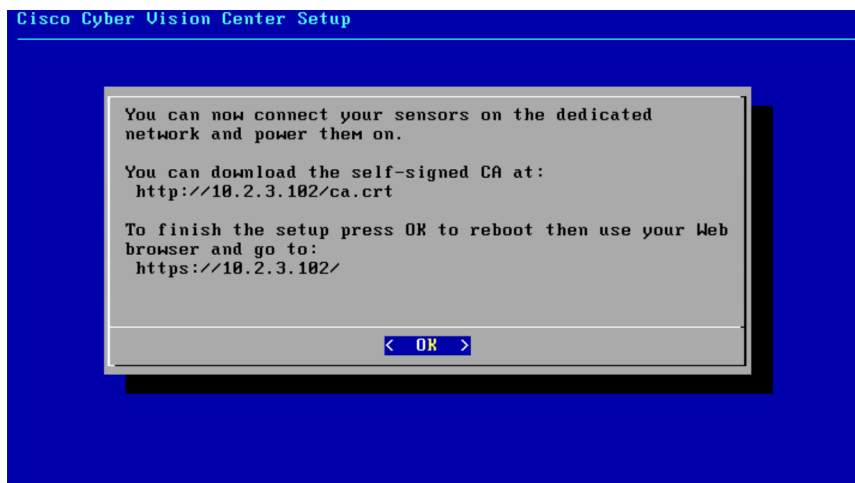 Cisco Cyber Vision Center Setup
You can now connect your sensors on the dedicated
network and power them on.
You can download the self-signed CA at:
http://10.2.3.102/ca.crt
To finish the setup press OK to reboot then use your Web
browser and go to:
https://10.2.3.102/
< OK >